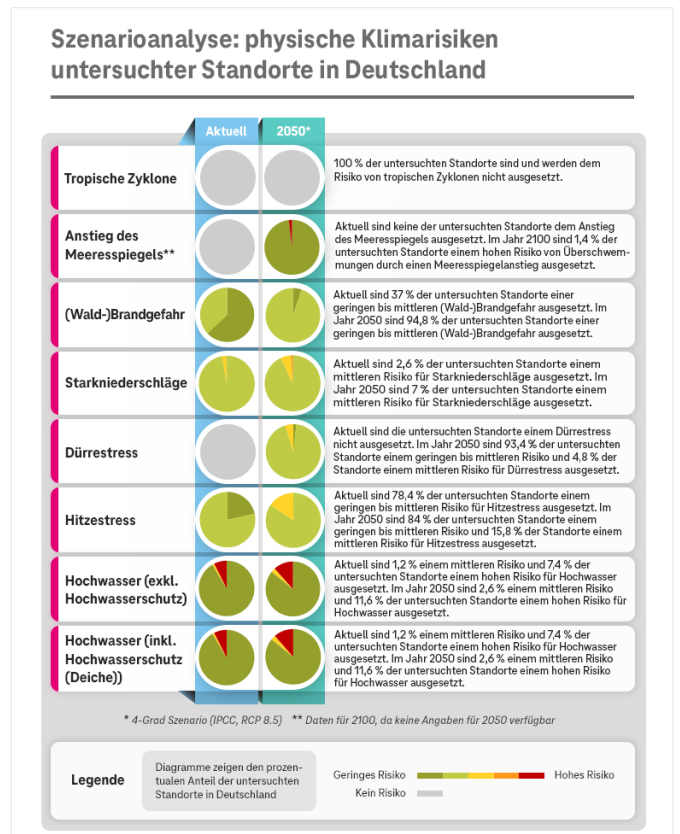 Szenarioanalyse: physische Klimarisiken
untersuchter Standorte in Deutschland
Aktuell
2050*
Tropische Zyklone
100 % der untersuchten Standorte sind und werden dem
Risiko von tropischen Zyklonen nicht ausgesetzt.
Anstieg des
Meeresspiegels**
Aktuell sind keine der untersuchten Standorte dem Anstieg
des Meeresspiegels ausgesetzt. Im Jahr 2100 sind 1,4 % der
untersuchten Standorte einem hohen Risiko von Überschwem-
mungen durch einen Meeresspiegelanstieg ausgesetzt.
(Wald-)Brandgefahr
Aktuell sind 37 % der untersuchten Standorte einer
geringen bis mittleren (Wald-)Brandgefahr ausgesetzt. Im
Jahr 2050 sind 94,8 % der untersuchten Standorte einer
geringen bis mittleren (Wald-)Brandgefahr ausgesetzt.
Starkniederschläge
Aktuell sind 2,6 % der untersuchten Standorte einem
mittleren Risiko für Starkniederschläge ausgesetzt. Im
Jahr 2050 sind 7 % der untersuchten Standorte einem
mittleren Risiko für Starkniederschläge ausgesetzt.
Dürrestress
Aktuell sind die untersuchten Standorte einem Dürrestress
nicht ausgesetzt. Im Jahr 2050 sind 93,4 % der untersuchten
Standorte einem geringen bis mittleren Risiko und 4,8 % der
Standorte einem mittleren Risiko für Dürrestress ausgesetzt.
Hitzestress
Aktuell sind 78,4 % der untersuchten Standorte einem
geringen bis mittleren Risiko für Hitzestress ausgesetzt. Im
Jahr 2050 sind 84 % der untersuchten Standorte einem
geringen bis mittleren Risiko und 15,8 % der Standorte einem
mittleren Risiko für Hitzestress ausgesetzt.
Hochwasser (exkl.
Hochwasserschutz)
Aktuell sind 1,2 % einem mittleren Risiko und 7,4 % der
untersuchten Standorte einem hohen Risiko für Hochwasser
ausgesetzt. Im Jahr 2050 sind 2,6 % einem mittleren Risiko
und 11,6 % der untersuchten Standorte einem hohen Risiko für
Hochwasser ausgesetzt.
Hochwasser (inkl.
Hochwasserschutz
(Deiche))
Aktuell sind 1,2 % einem mittleren Risiko und 7,4 % der
untersuchten Standorte einem hohen Risiko für Hochwasser
ausgesetzt. Im Jahr 2050 sind 2,6 % einem mittleren Risiko
und 11,6 % der untersuchten Standorte einem hohen Risiko
für Hochwasser ausgesetzt.
* 4-Grad Szenario (IPCC, RCP 8.5) ** Daten für 2100, da keine Angaben für 2050 verfügbar
Legende
Diagramme zeigen den prozen-
tualen Anteil der untersuchten
Standorte in Deutschland
Geringes Risiko
Hohes Risiko
Kein Risiko